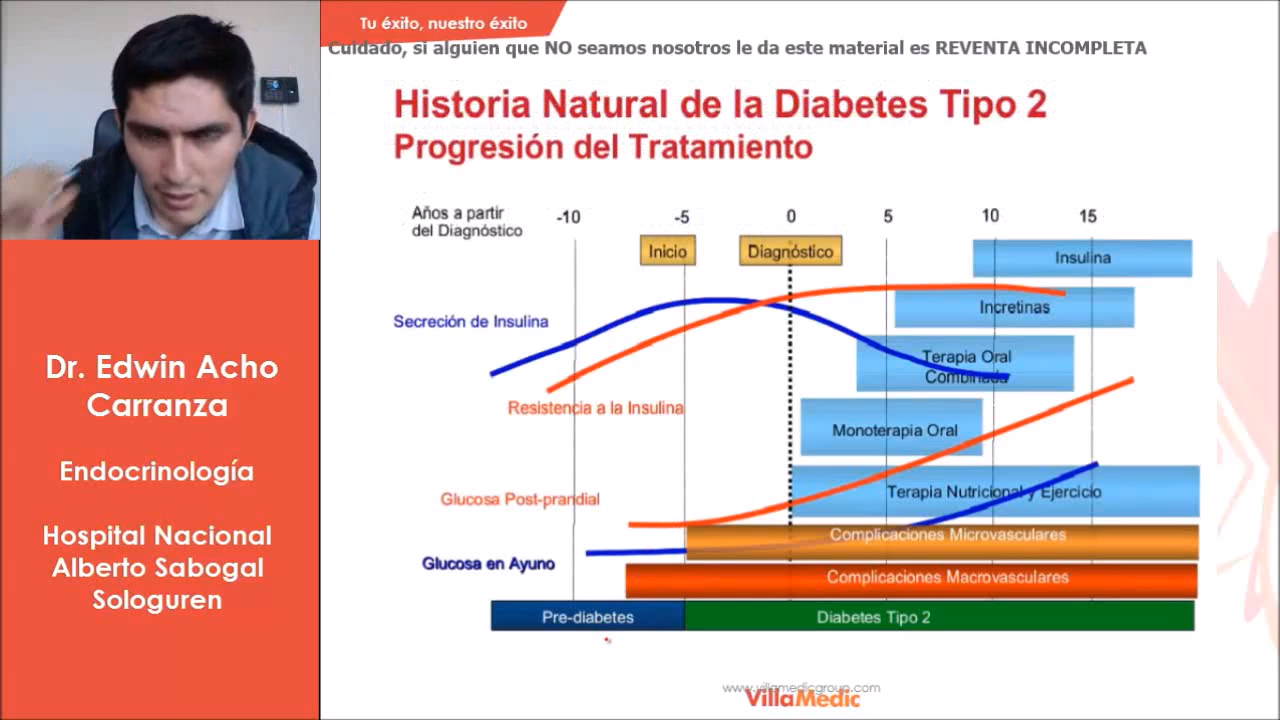 Tu éxito, nuestro éxito
Cuidado, si alguien que NO seamos nosotros le da este material es REVENTA INCOMPLETA
Historia Natural de la Diabetes Tipo 2
Progresión del Tratamiento
Años a partir
del Diagnóstico
-10 -5 0 5 10 15
Inicio
Diagnóstico
Insulina
Incretinas
Secreción de Insulina
Terapia Oral
Combinada
Resistencia a la Insulina
Monoterapia Oral
Glucosa Post-prandial
Terapia Nutricional y Ejercicio
Complicaciones Microvasculares
Glucosa en Ayuno
Complicaciones Macrovasculares
Pre-diabetes
Diabetes Tipo 2
Dr. Edwin Acho
Carranza
Endocrinología
Hospital Nacional
Alberto Sabogal
Sologuren
www.villamedicgroup.com
VillaMedic